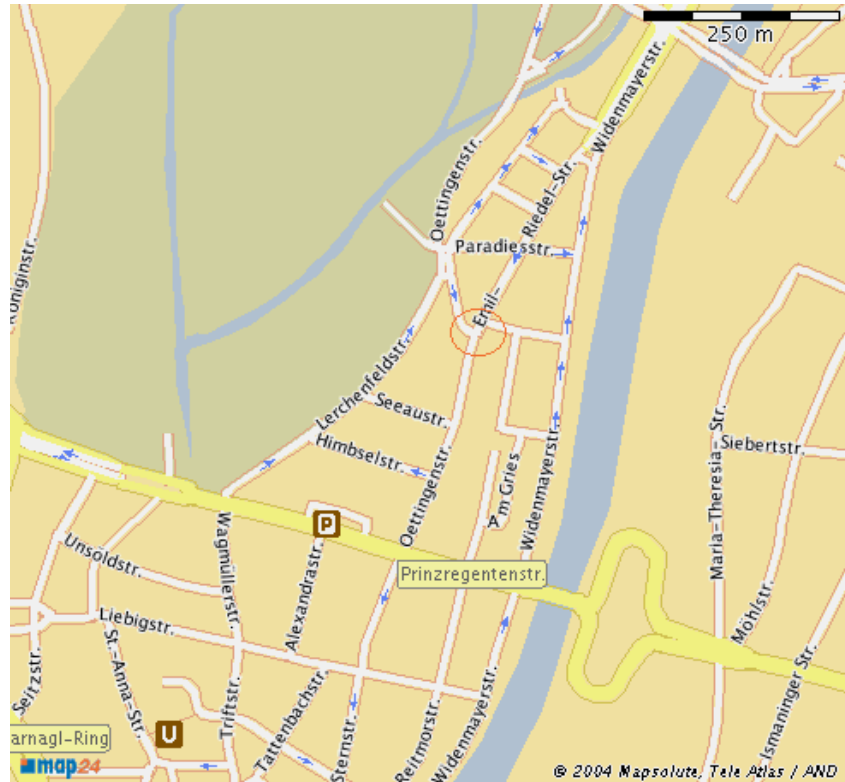 250 m
Widenmayerstr.
Oettingenstr.
Riedel-Str.
Emil-
Königinstr.
Paradiesstr.
Lerchenfeldstr.
Seeaustr.
Himbselstr.
Maria-Theresia-Str.
Siebertstr.
Am Gries
Widenmayerstr.
Oettingenstr.
Wagmüllerstr.
P
Unsöldstr.
Alexandrastr.
Prinzregentenstr.
Liebigstr.
Möhlstr.
St.-Anna-Str.
Seitzstr.
Triftstr.
Tattenbachstr.
Sternstr.
Reitmorstr.
Widenmayerstr.
Ismaninger Str.
arnagl-Ring
U
map24
© 2004 Mapsolute, Tele Atlas / AND